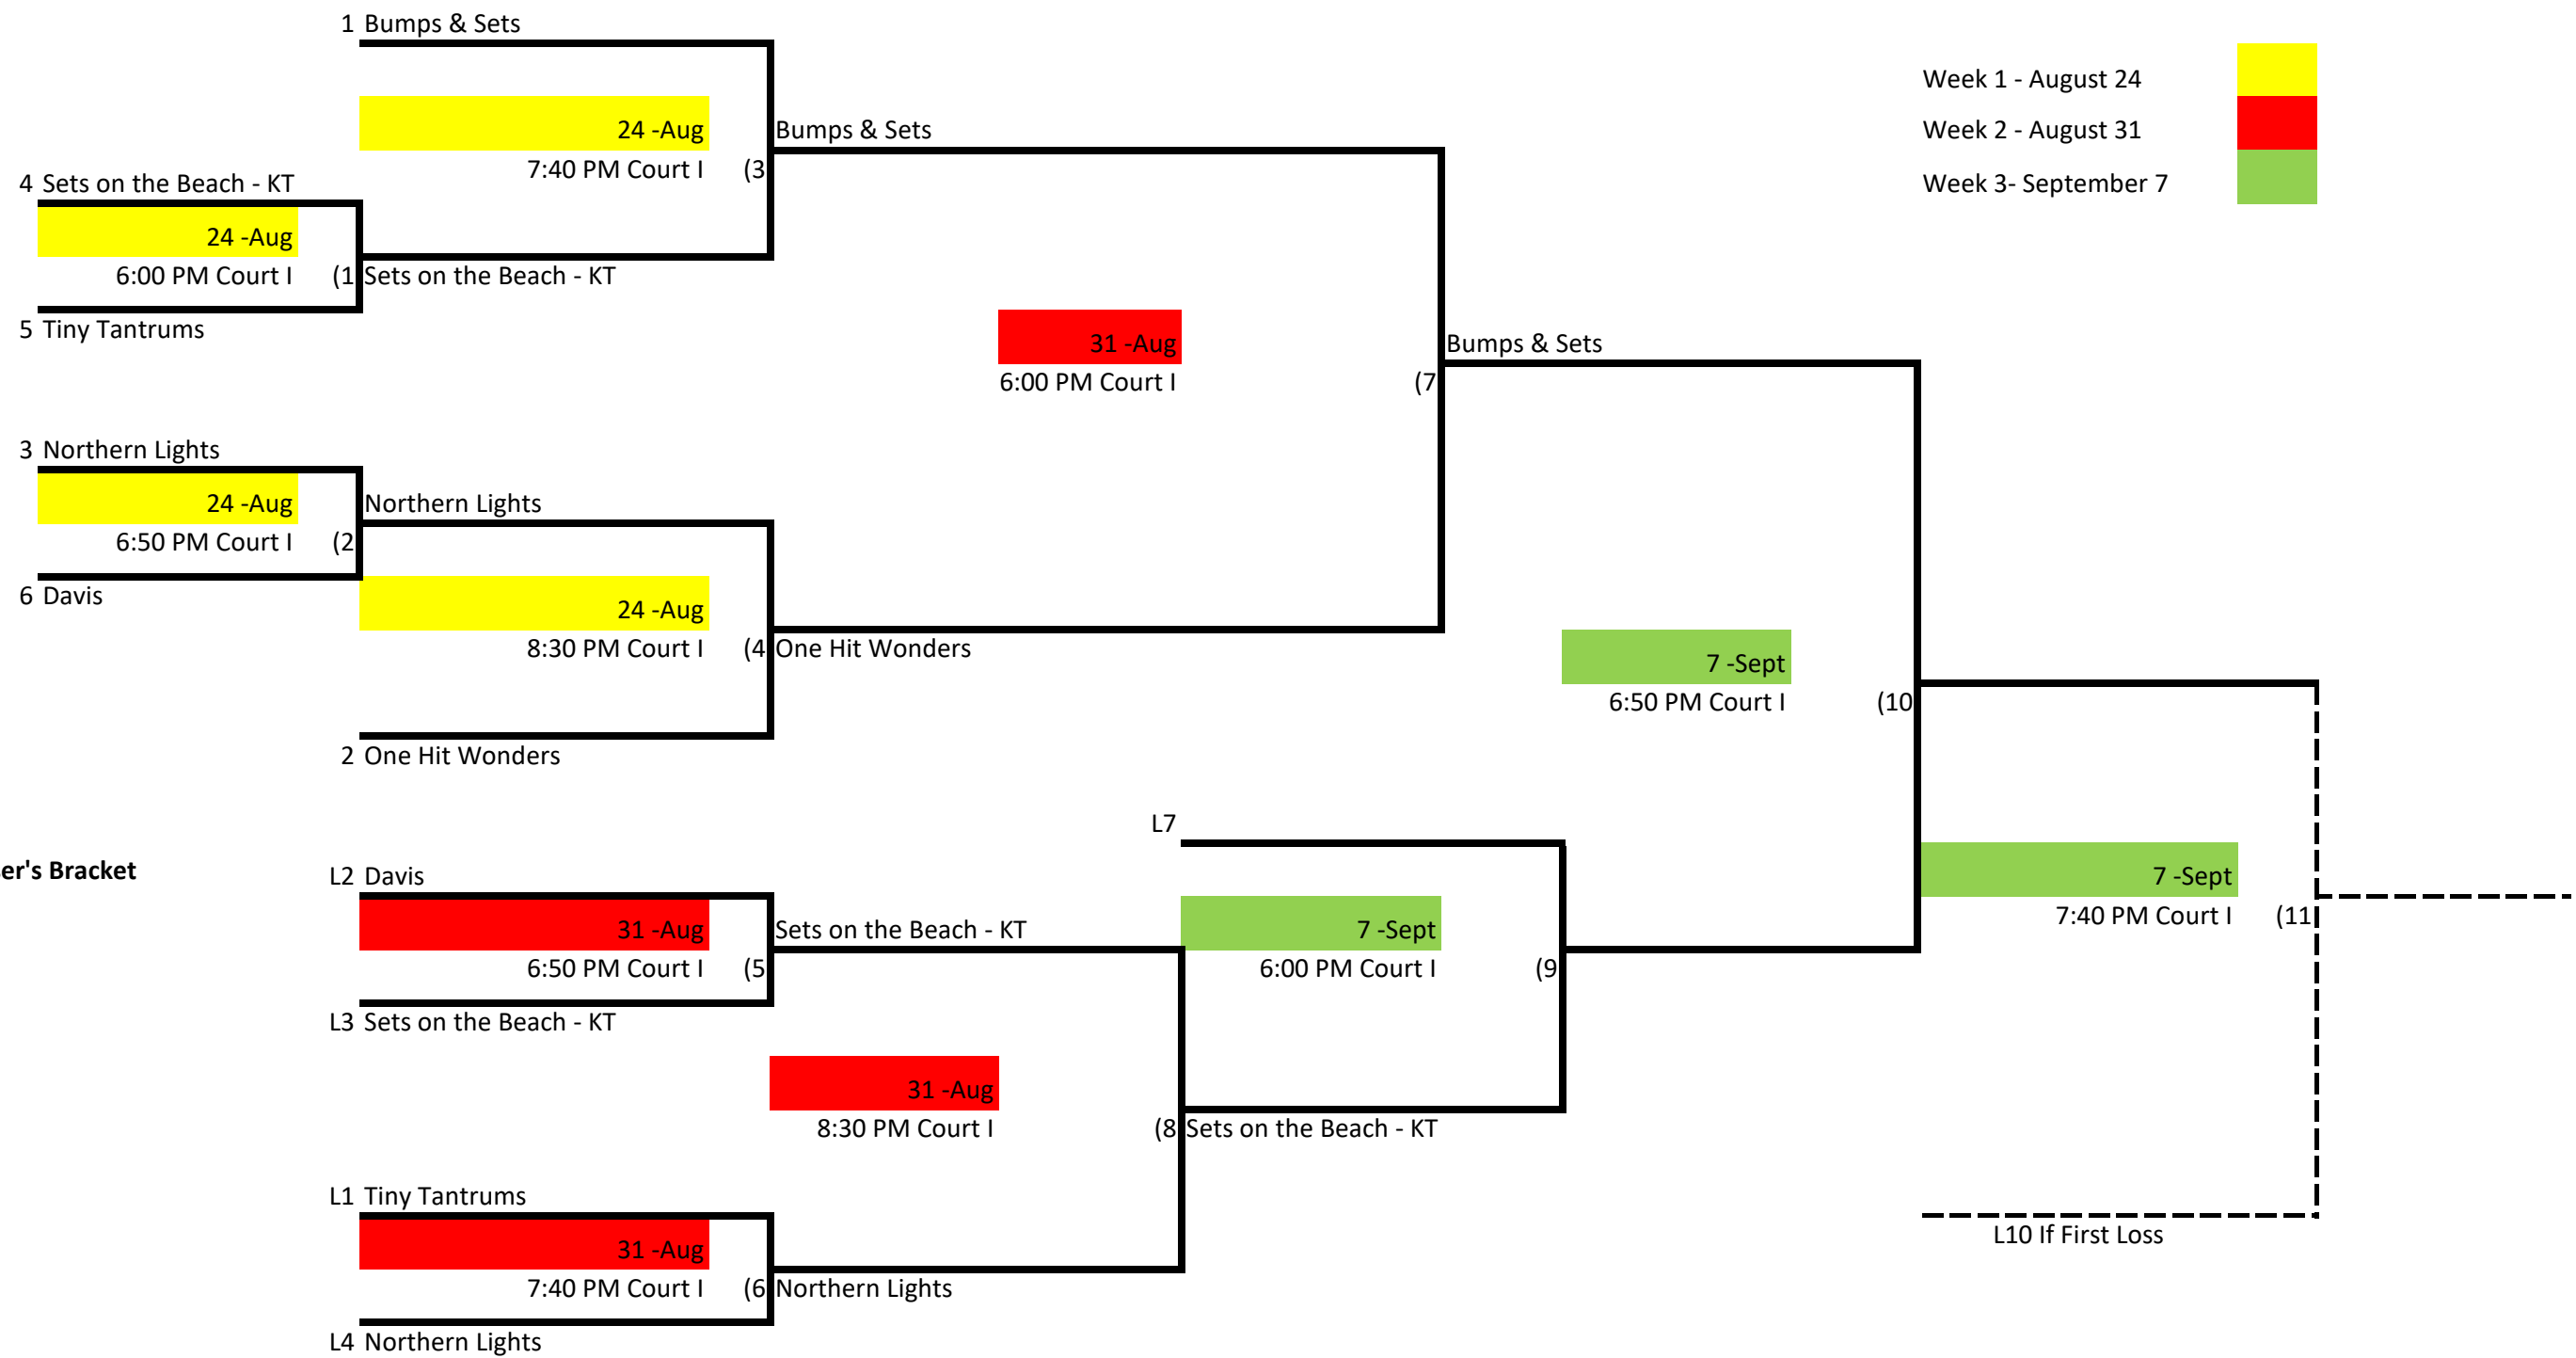 1 Bumps & Sets
Week 1 - August 24
24 -Aug
Bumps & Sets
Week 2 - August 31
7:40 PM Court I (3
4 Sets on the Beach - KT
Week 3- September 7
24 -Aug
6:00 PM Court I (1
Sets on the Beach - KT
5 Tiny Tantrums
31 -Aug
Bumps & Sets
6:00 PM Court I (7
3 Northern Lights
24 -Aug
Northern Lights
6:50 PM Court I (2
6 Davis
24 -Aug
8:30 PM Court I (4
One Hit Wonders
7 -Sept
6:50 PM Court I (10
2 One Hit Wonders
L7
er's Bracket
L2 Davis
7 -Sept
7:40 PM Court I (11
31 -Aug
Sets on the Beach - KT
7 -Sept
6:50 PM Court I (5
6:00 PM Court I (9
L3 Sets on the Beach - KT
31 -Aug
8:30 PM Court I (8
Sets on the Beach - KT
L1 Tiny Tantrums
L10 If First Loss
31 -Aug
7:40 PM Court I (6
Northern Lights
L4 Northern Lights